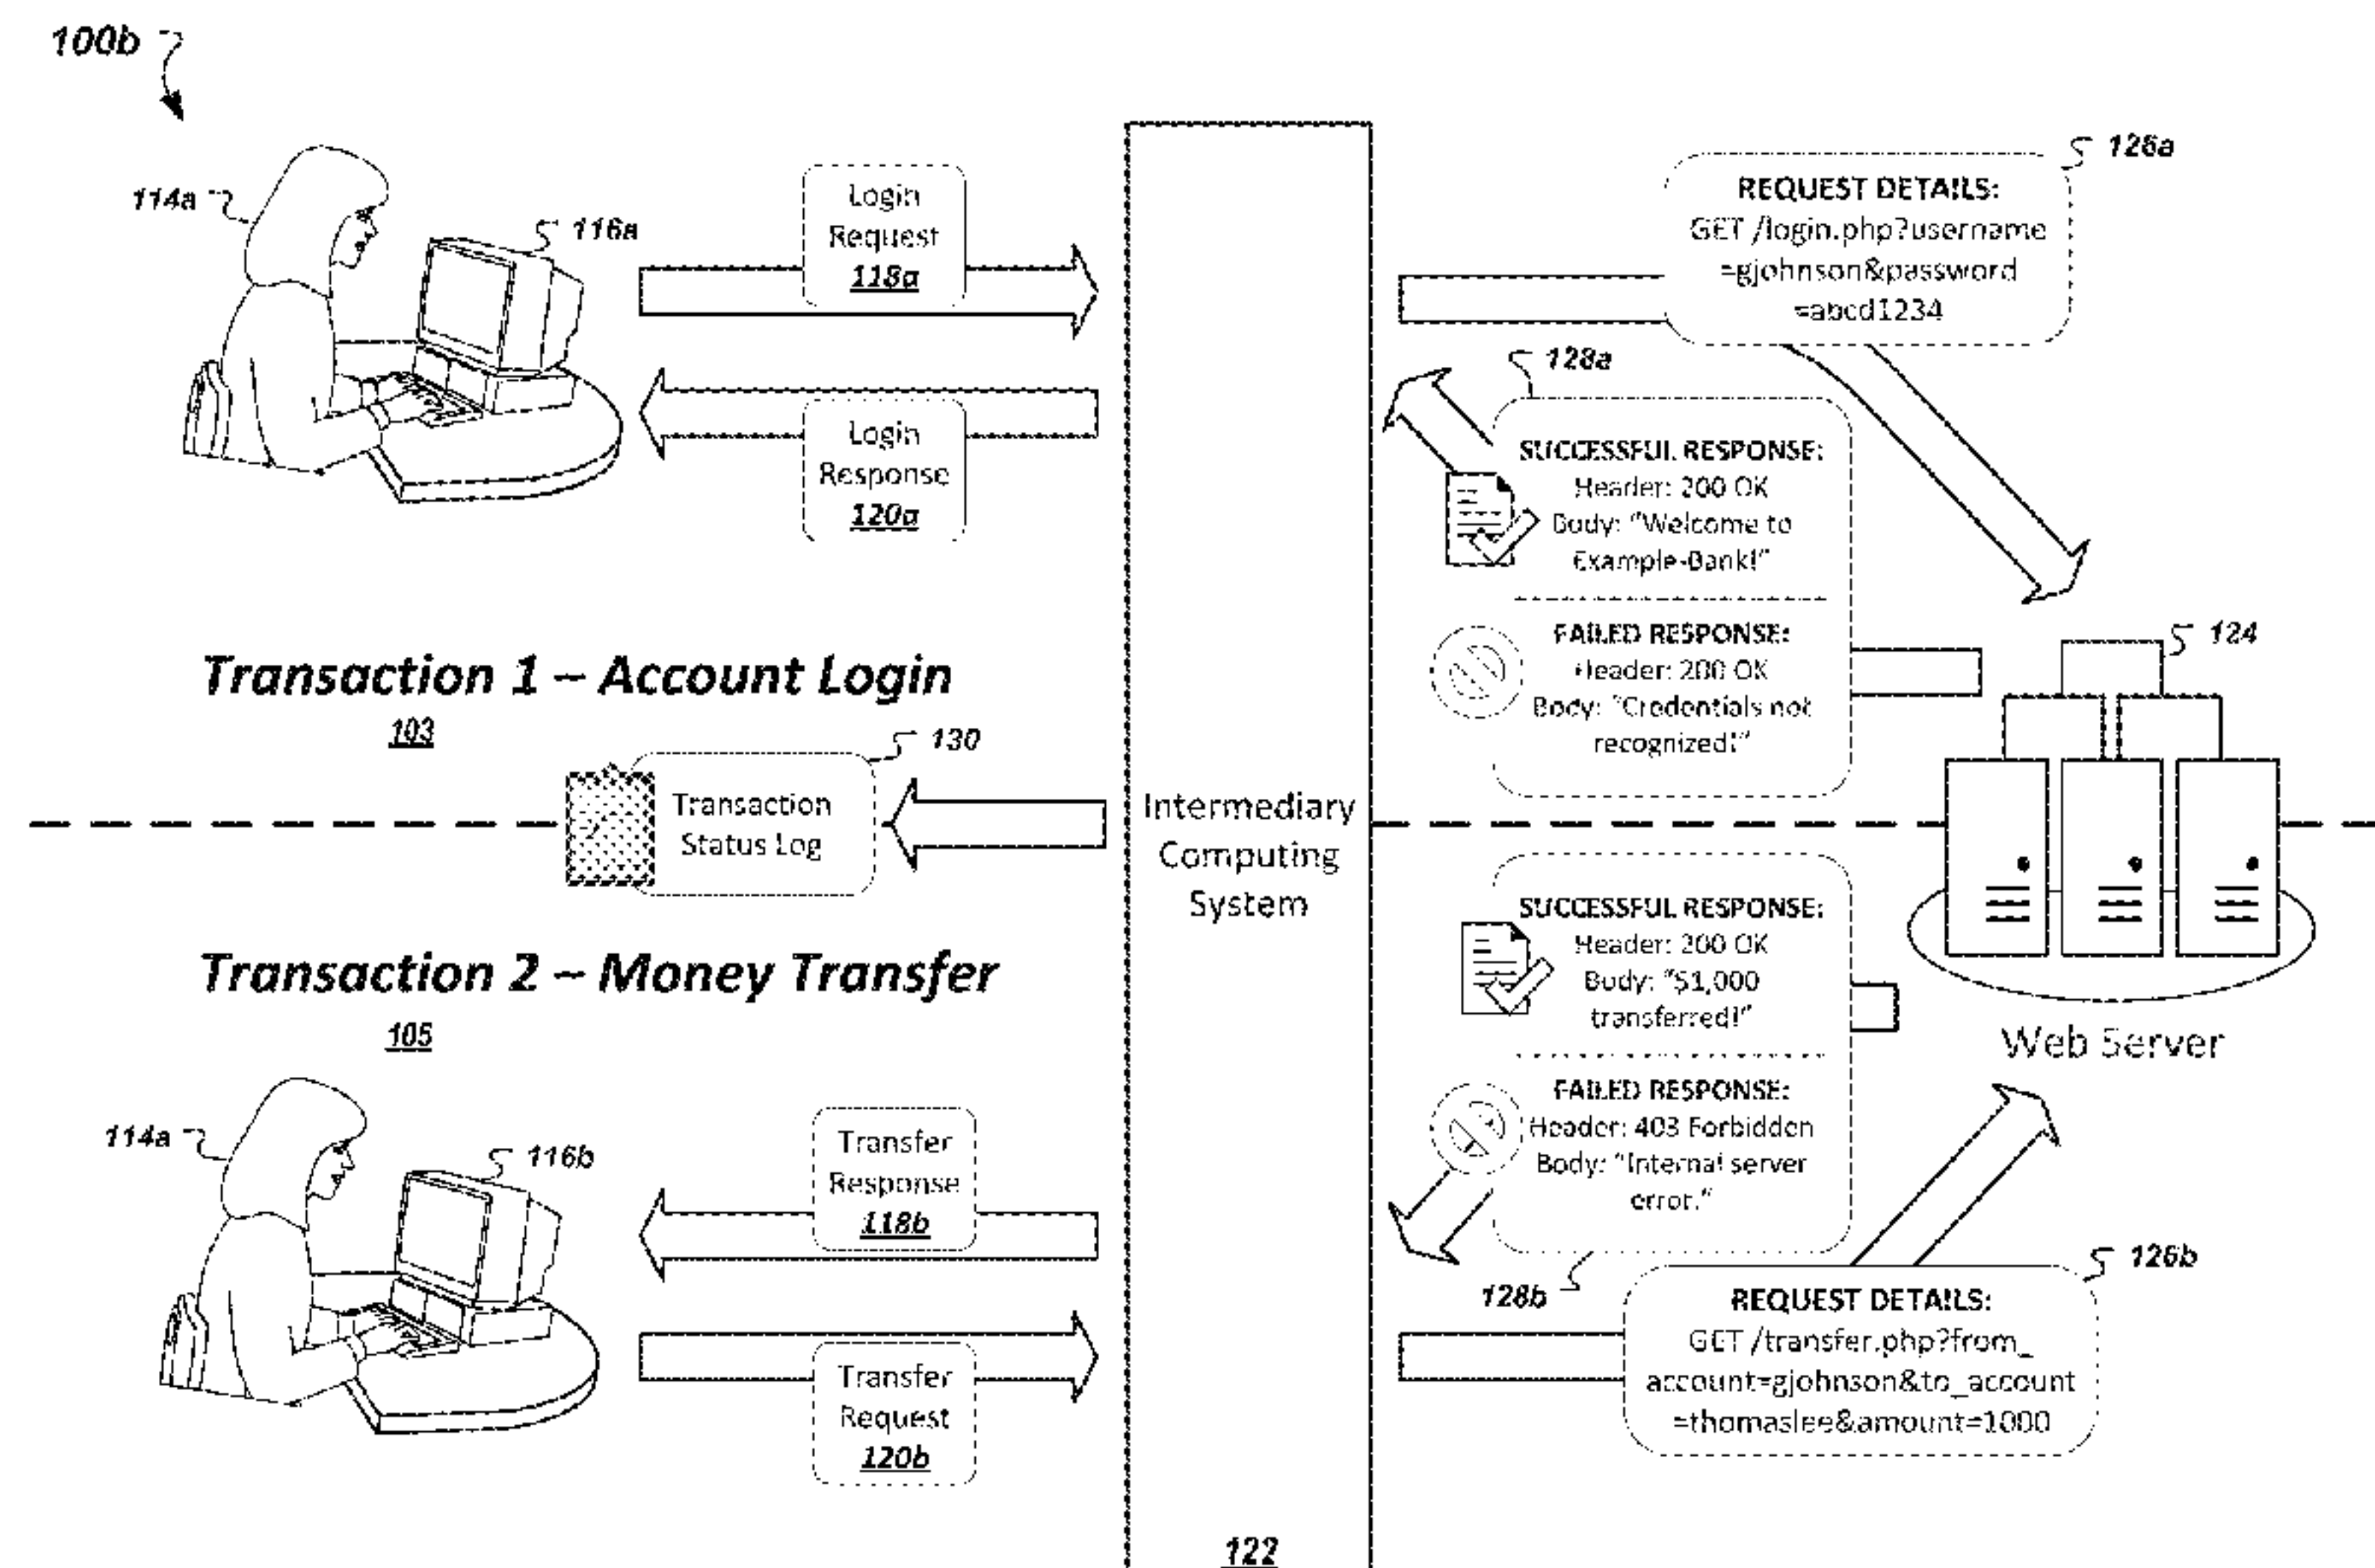 100b
114a
116a
Login
Request
118a
Login
Response
120a
126a
REQUEST DETAILS:
GET /login.php?username
=gjohnson&password
=abcd1234
128a
SUCCESSFUL RESPONSE:
Header: 200 OK
Body: "Welcome to
Example-Bank!"
FAILED RESPONSE:
Header: 200 OK
Body: "Credentials not
recognized!"
124
Transaction 1 – Account Login
103
130
Transaction
Status Log
Intermediary
Computing
System
Web Server
Transaction 2 – Money Transfer
105
SUCCESSFUL RESPONSE:
Header: 200 OK
Body: "$1,000
transferred!"
FAILED RESPONSE:
Header: 403 Forbidden
Body: "Internal server
error."
128b
114a
116b
Transfer
Response
118b
Transfer
Request
120b
126b
REQUEST DETAILS:
GET /transfer.php?from_
account=gjohnson&to_account
=thomaslee&amount=1000
122